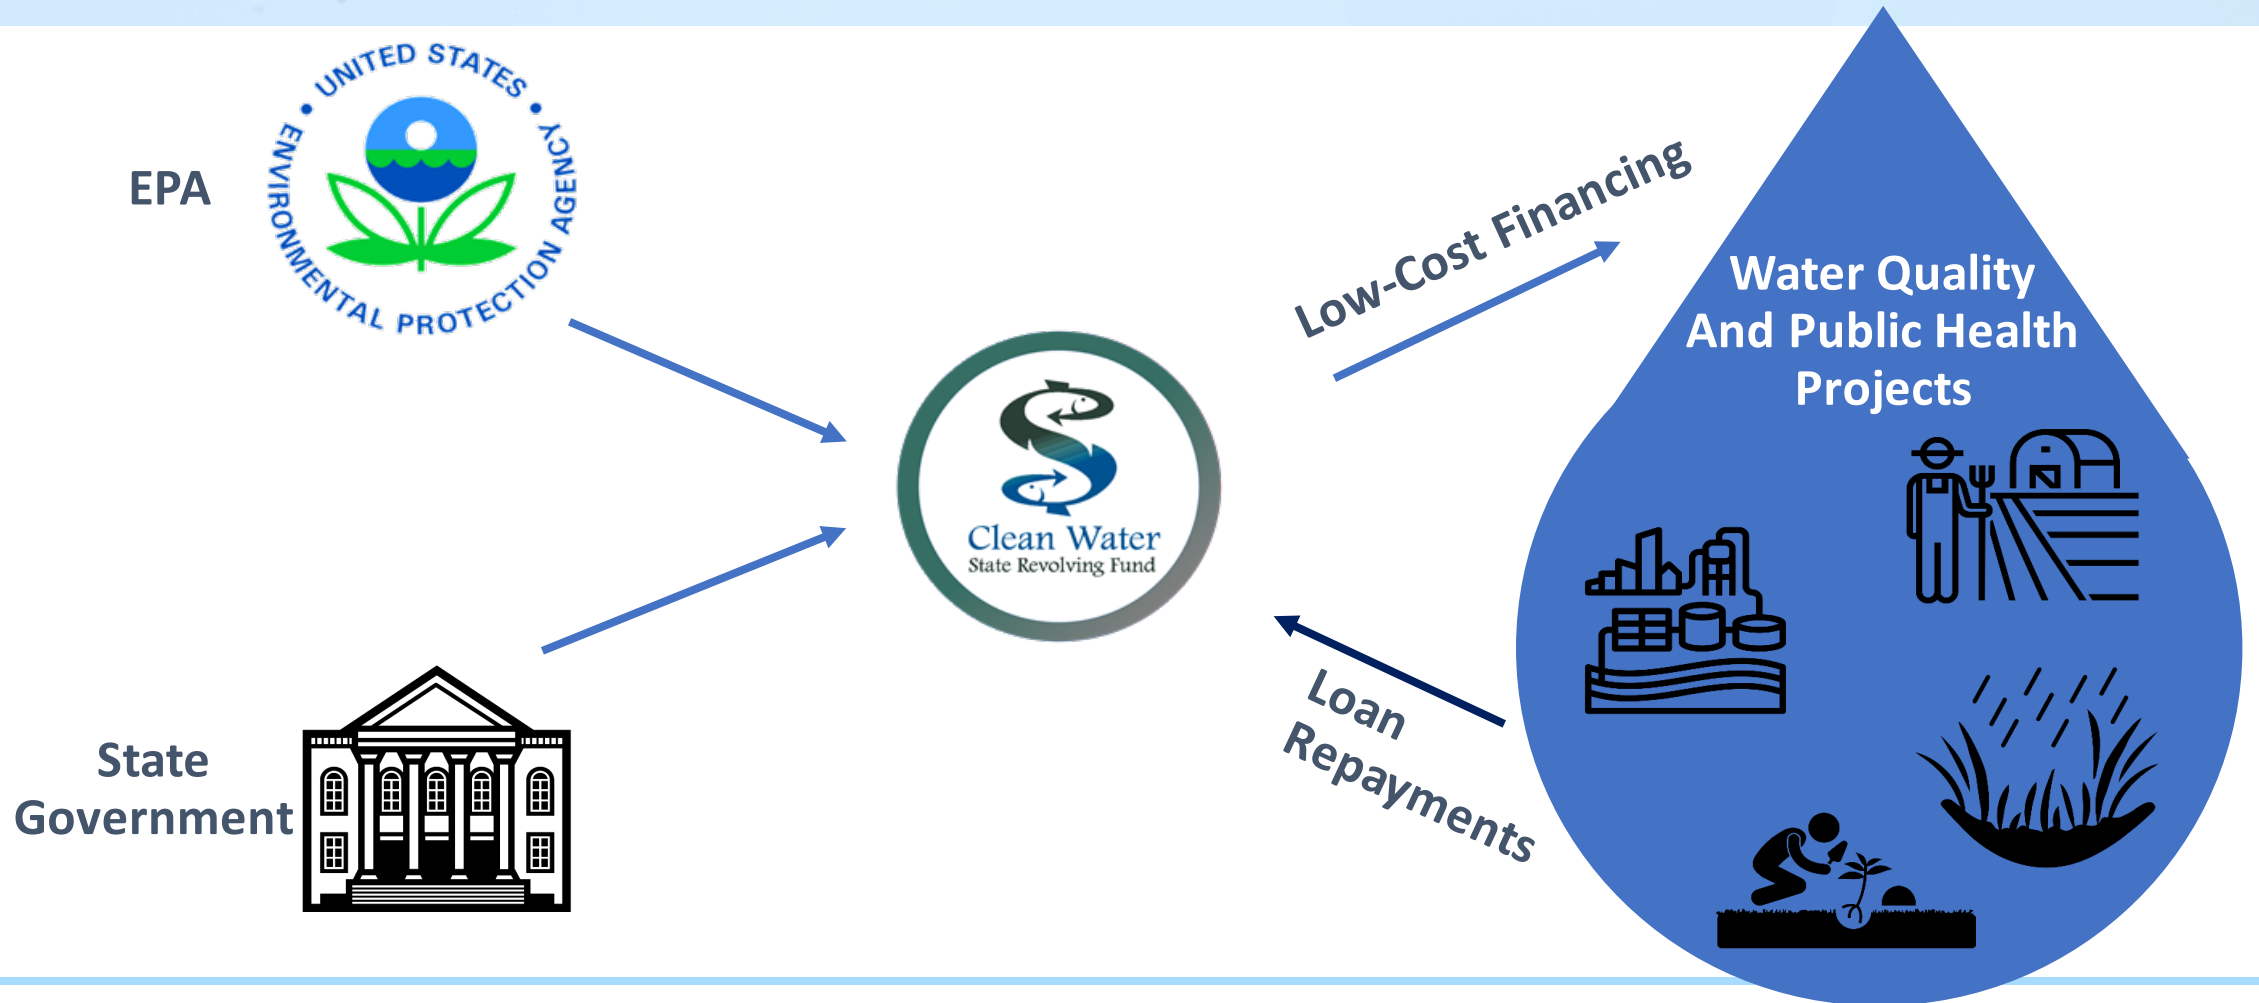 EPA
UNITED STATES • ENVIRONMENTAL PROTECTION AGENCY •
State
Government
Clean Water
State Revolving Fund
Low-Cost Financing
Loan
Repayments
Water Quality
And Public Health
Projects